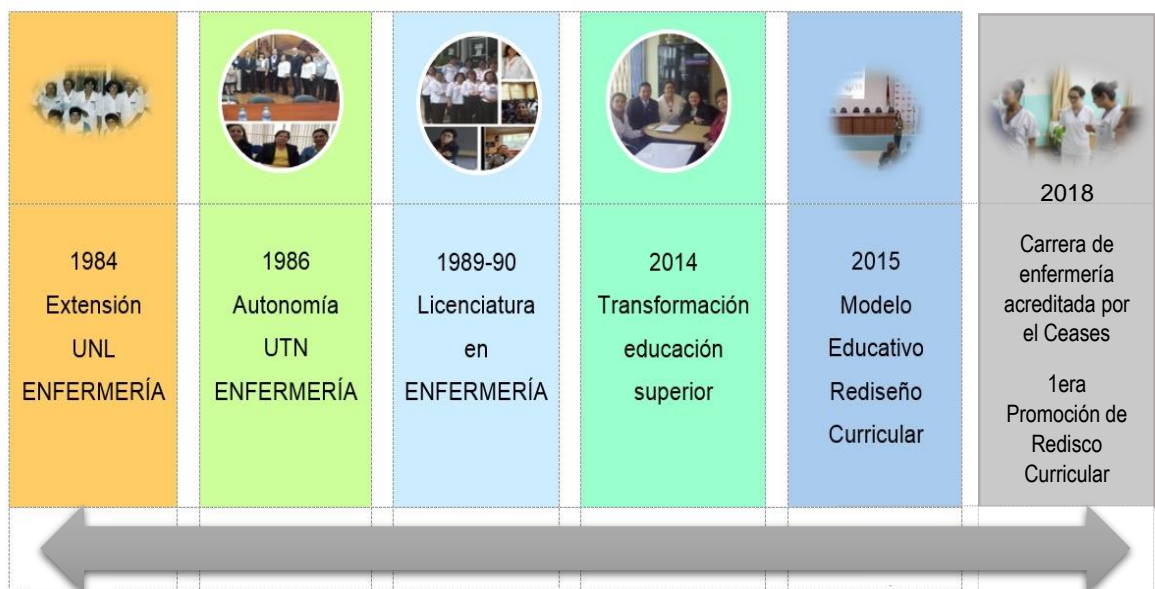 1984
Extensión
UNL
ENFERMERÍA
1986
Autonomía
UTN
ENFERMERÍA
1989-90
Licenciatura
en
ENFERMERÍA
2014
Transformación
educación
superior
2015
Modelo
Educativo
Rediseño
Curricular
2018
Carrera de
enfermería
acreditada por
el Ceases
1era
Promoción de
Redisco
Curricular